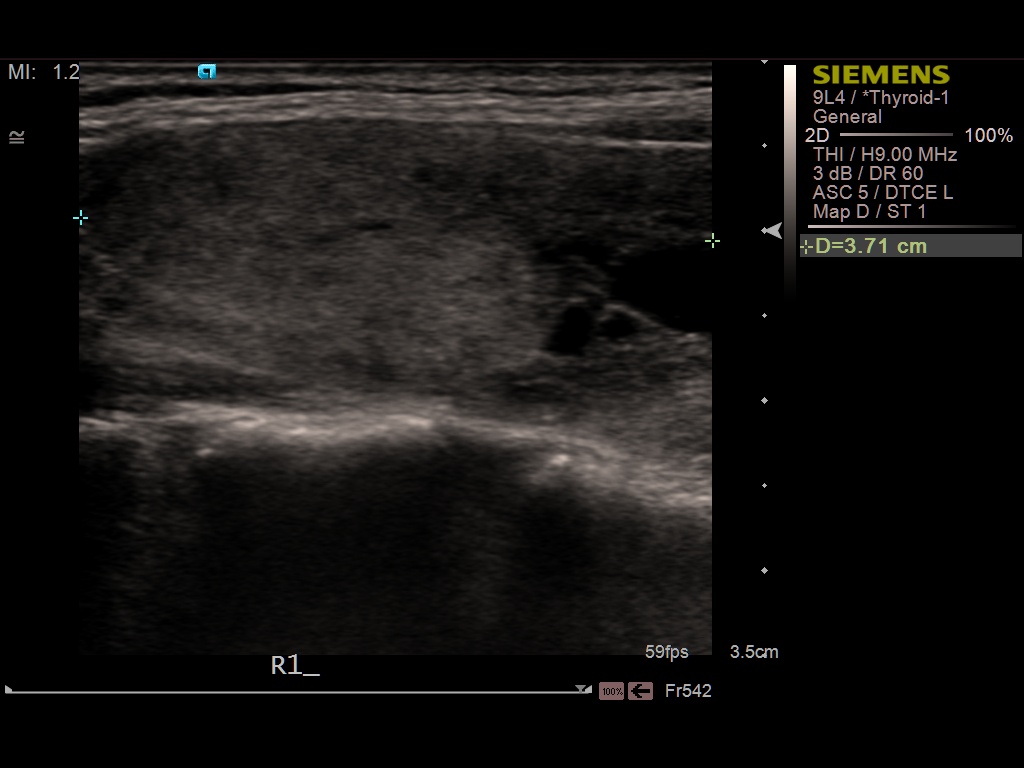 MI: 1.2
SIEMENS
9L4 / *Thyroid-1
General
2D 100%
THI / H9.00 MHz
3 dB / DR 60
ASC 5 / DTCE L
Map D / ST 1
D=3.71 cm
59fps 3.5cm
R1_
100% Fr542